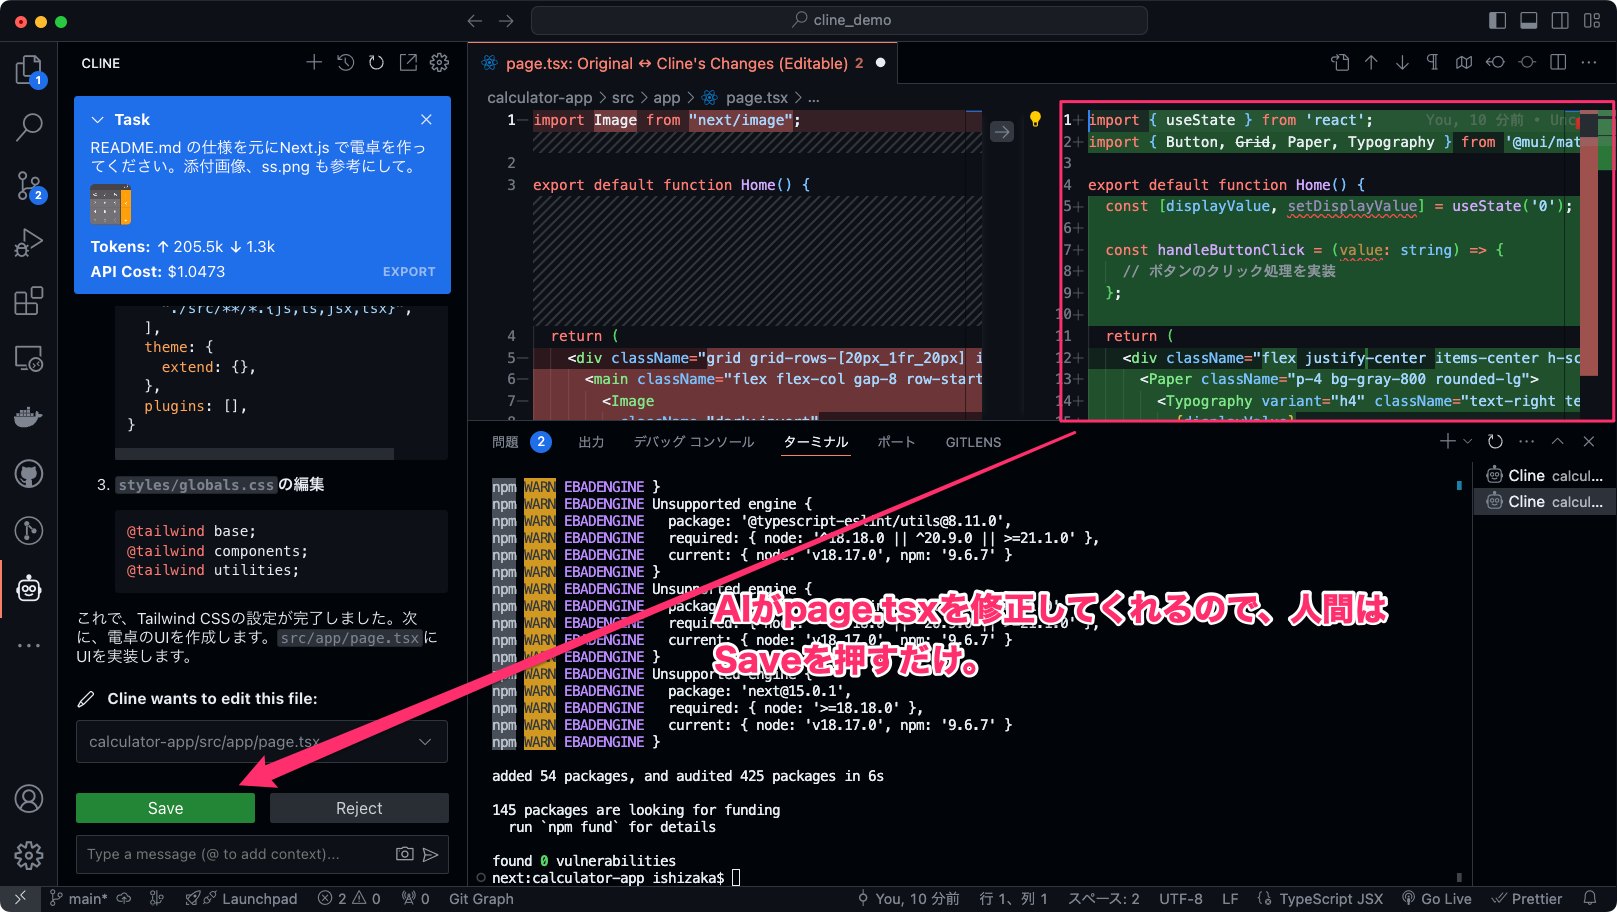 cline_demo
CLINE
Task
README.md の仕様を元にNext.js で電卓を作っ
てください。添付画像、ss.png も参考にして。
Tokens: ↑ 205.5k ↓ 1.3k
API Cost: $1.0473
EXPORT
"./src/**/*.{js,ts,jsx,tsx}",
],
theme: {
extend: {},
},
plugins: [],
}
3. styles/globals.cssの編集
@tailwind base;
@tailwind components;
@tailwind utilities;
これで、Tailwind CSSの設定が完了しました。次
に、電卓のUIを作成します。src/app/page.tsxに
UIを実装します。
Cline wants to edit this file:
calculator-app/src/app/page.tsx
Save
Reject
Type a message (@ to add context)...
page.tsx: Original ↔ Cline's Changes (Editable) 2
calculator-app > src > app > page.tsx > ...
1 import Image from "next/image";
2
3 export default function Home() {
4 return (
5 <div className="grid grid-rows-[20px_1fr_20px] i
6 <main className="flex flex-col gap-8 row-start
7 <Image
1 import { useState } from 'react'; You, 10 分前 • Unc
2 import { Button, Grid, Paper, Typography } from '@mui/mat
3
4 export default function Home() {
5 const [displayValue, setDisplayValue] = useState('0');
6
7 const handleButtonClick = (value: string) => {
8 // ボタンのクリック処理を実装
9 };
10
11 return (
12 <div className="flex justify-center items-center h-sc
13 <Paper className="p-4 bg-gray-800 rounded-lg">
14 <Typography variant="h4" className="text-right te
問題 2 出力 デバッグ コンソール ターミナル ポート GITLENS
npm WARN EBADENGINE }
npm WARN EBADENGINE Unsupported engine {
npm WARN EBADENGINE package: '@typescript-eslint/utils@8.11.0',
npm WARN EBADENGINE required: { node: '^18.18.0 || ^20.9.0 || >=21.1.0' },
npm WARN EBADENGINE current: { node: 'v18.17.0', npm: '9.6.7' }
npm WARN EBADENGINE }
npm WARN EBADENGINE Unsupported engine {
npm WARN EBADENGINE
npm WARN EBADENGINE
npm WARN EBADENGINE current: { node: 'v18.17.0', npm: '9.6.7' }
npm WARN EBADENGINE }
npm WARN EBADENGINE Unsupported engine {
npm WARN EBADENGINE package: 'next@15.0.1',
npm WARN EBADENGINE required: { node: '>=18.18.0' },
npm WARN EBADENGINE current: { node: 'v18.17.0', npm: '9.6.7' }
npm WARN EBADENGINE }
added 54 packages, and audited 425 packages in 6s
145 packages are looking for funding
run `npm fund` for details
found 0 vulnerabilities
next:calculator-app ishizaka$
AIがpage.tsxを修正してくれるので、人間は
Saveを押すだけ。
Cline calcul...
Cline calcul...
1
2
main* Launchpad 2 0 0 Git Graph You, 10 分前 行 1、列 1 スペース: 2 UTF-8 LF TypeScript JSX Go Live Prettier